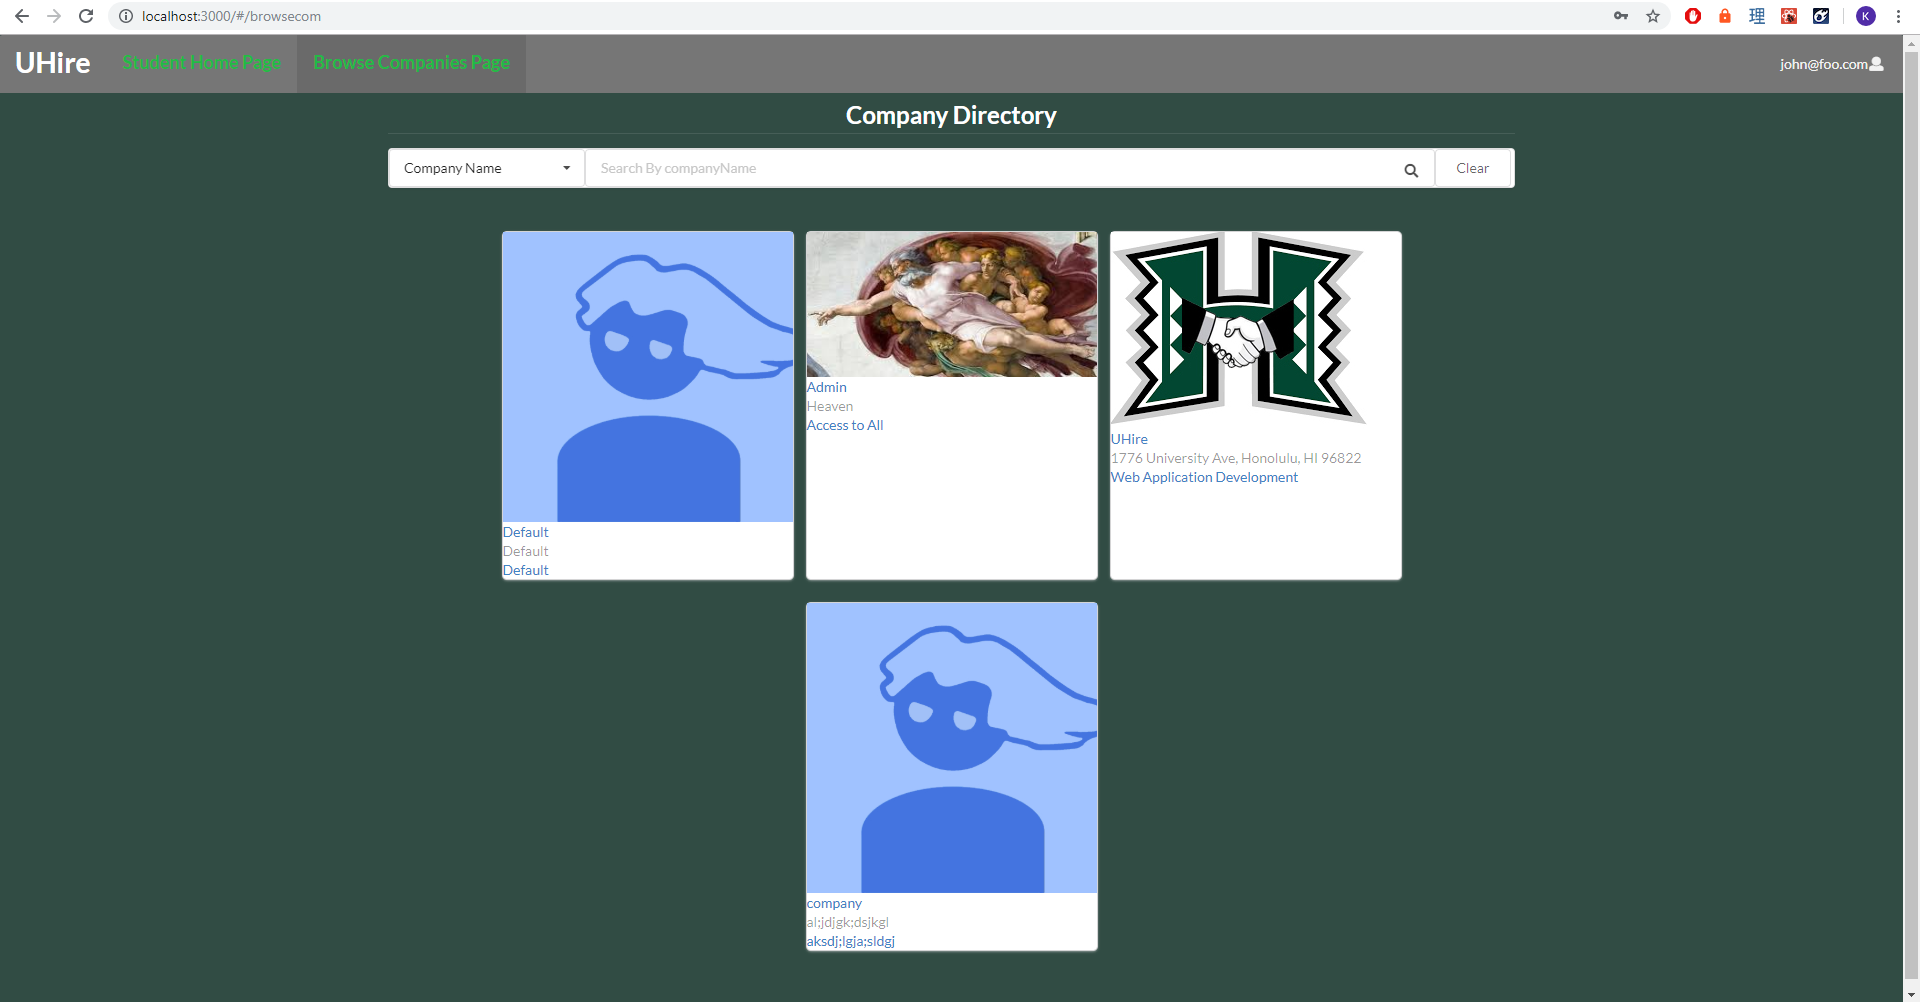 localhost:3000/#/browsecom
理
K
UHire
Student Home Page
Browse Companies Page
john@foo.com
Company Directory
Company Name
Search By companyName
Clear
Default
Default
Default
Admin
Heaven
Access to All
UHire
1776 University Ave, Honolulu, HI 96822
Web Application Development
company
al;jdjgk;dsjkgl
aksdj;lgja;sldgj